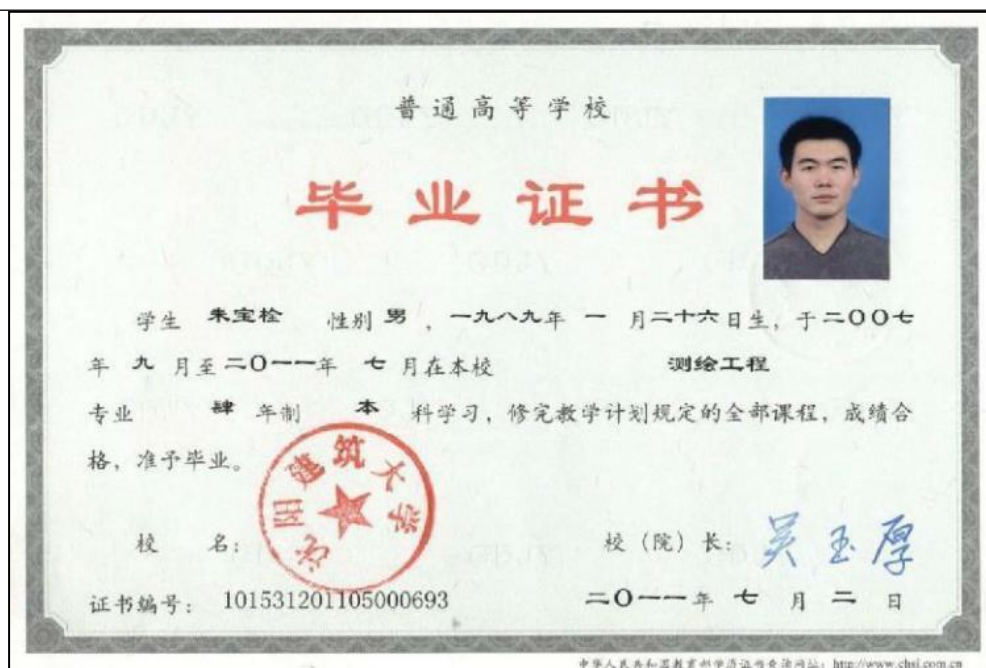 普通高等学校
毕业证书
学生 朱宝栓 性别 男 ，一九八九年 一 月二十六日生，于二〇〇七
年 九 月至二〇一一年 七 月在本校 测绘工程
专业 肆 年制 本 科学习，修完教学计划规定的全部课程，成绩合
格，准予毕业。
沈阳建筑大学
校 名： 校（院）长：吴玉厚
证书编号： 101531201105000693 二〇一一年 七 月 二 日
中华人民共和国教育部学历证书查询网址：http://www.chsi.com.cn